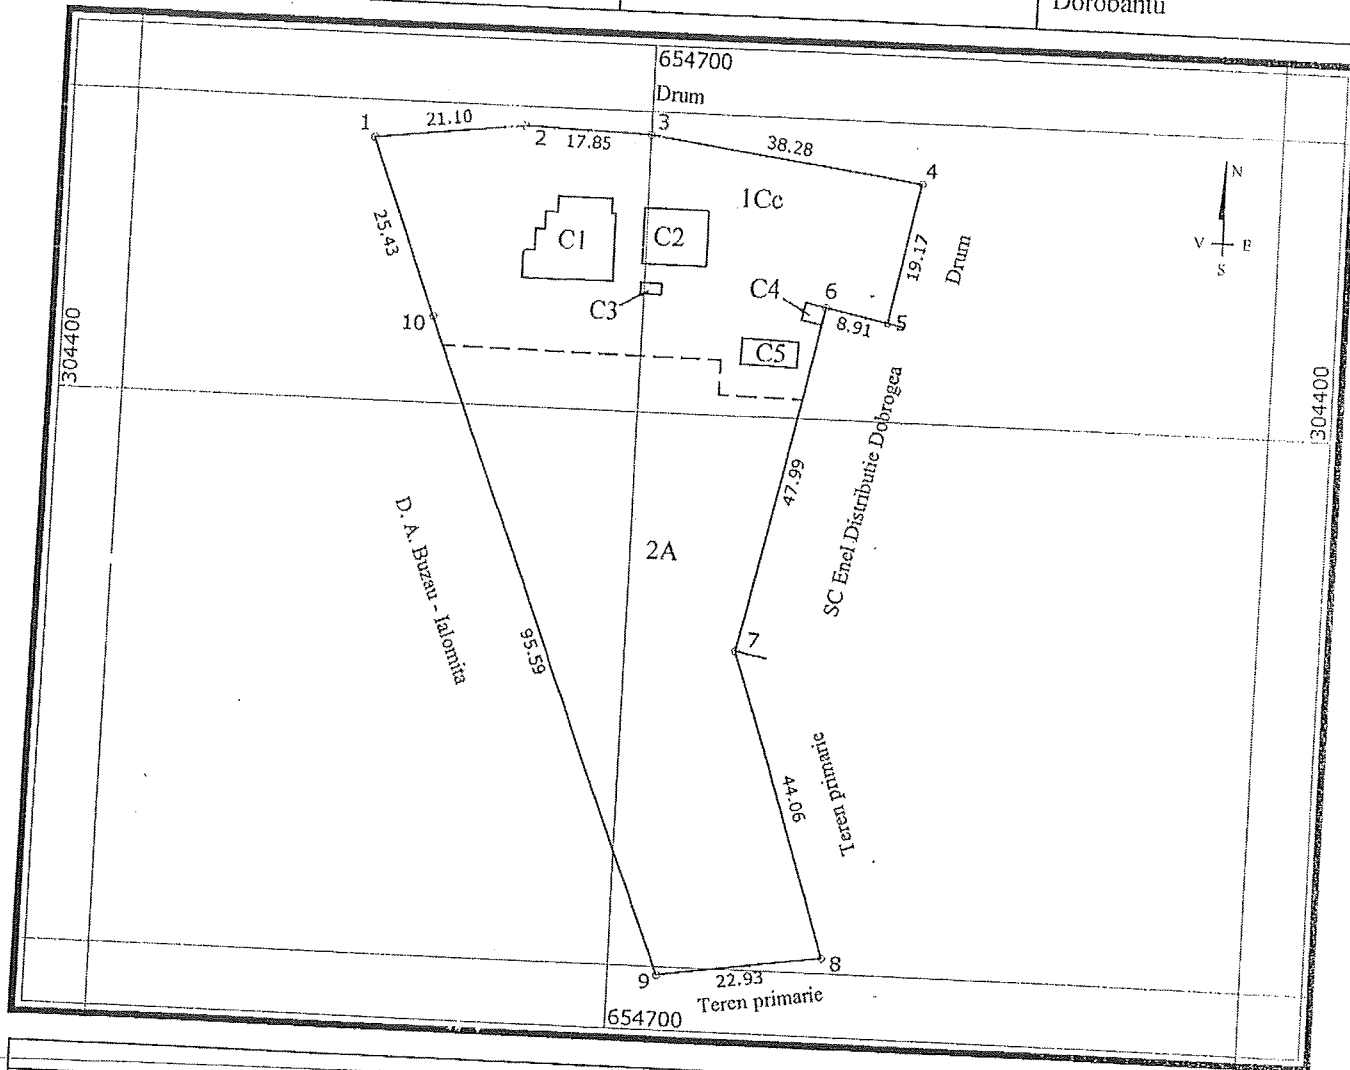 Dorobantu
654700
Drum
1
21.10
2
17.85
3
38.28
4
1Cc
N
V E
S
C1
C2
25.43
19.17
Drum
C4
6
C3
10
8.91
5
C5
304400
304400
47.99
SC Enel Distributie Dobrogea
D. A. Buzau - Ialomita
2A
95.59
7
44.06
Teren primarie
8
9
22.93
Teren primarie
654700